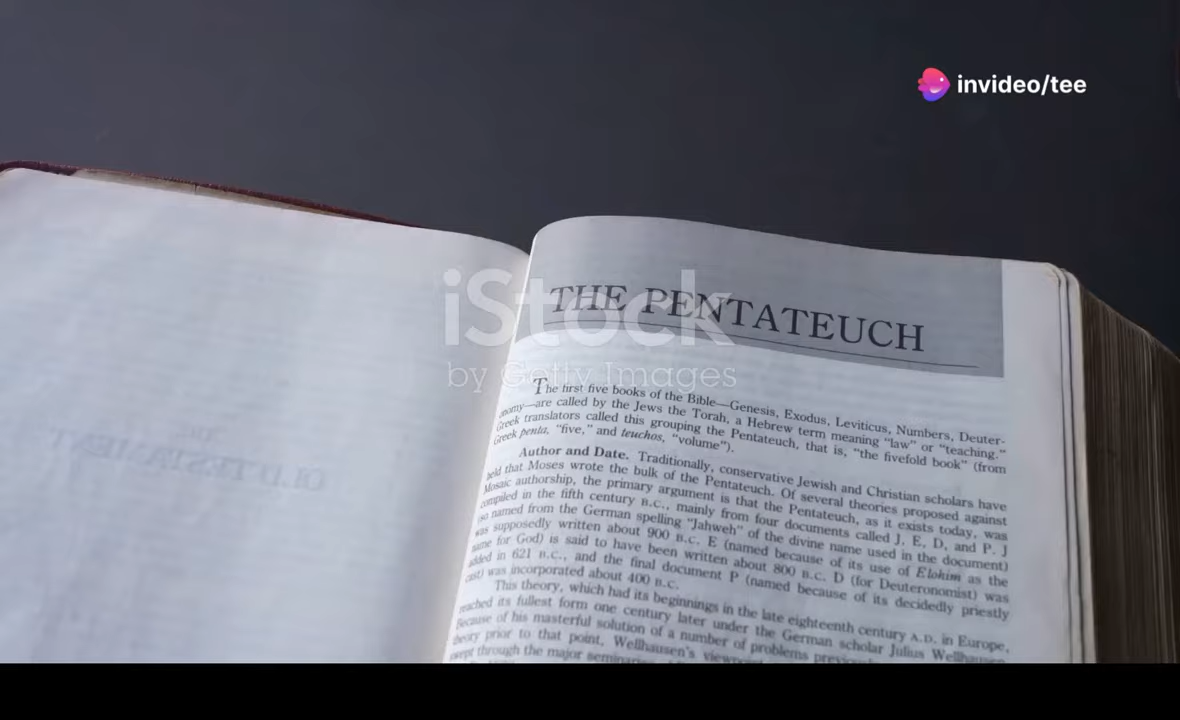 invideo/tee
iStock
by Getty Images
THE PENTATEUCH
The first five books of the Bible—Genesis, Exodus, Leviticus, Numbers, Deuter-
onomy—are called by the Jews the Torah, a Hebrew term meaning “law” or “teaching.”
Greek translators called this grouping the Pentateuch, that is, “the fivefold book” (from
Greek penta, “five,” and teuchos, “volume”).
Author and Date. Traditionally, conservative Jewish and Christian scholars have
held that Moses wrote the bulk of the Pentateuch. Of several theories proposed against
Mosaic authorship, the primary argument is that the Pentateuch, as it exists today, was
compiled in the fifth century B.C., mainly from four documents called J, E, D, and P. J
(so named from the German spelling “Jahweh” of the divine name used in the document)
was supposedly written about 900 B.C. E (named because of its use of Elohim as the
name for God) is said to have been written about 800 B.C. D (for Deuteronomist) was
added in 621 B.C., and the final document P (named because of its decidedly priestly
cast) was incorporated about 400 B.C.
This theory, which had its beginnings in the late eighteenth century A.D. in Europe,
reached its fullest form one century later under the German scholar Julius Wellhausen.
Because of his masterful solution of a number of problems
theory prior to that point, Wellhausen's viewpoint
swept through the major
THE
OLD TESTAMENT